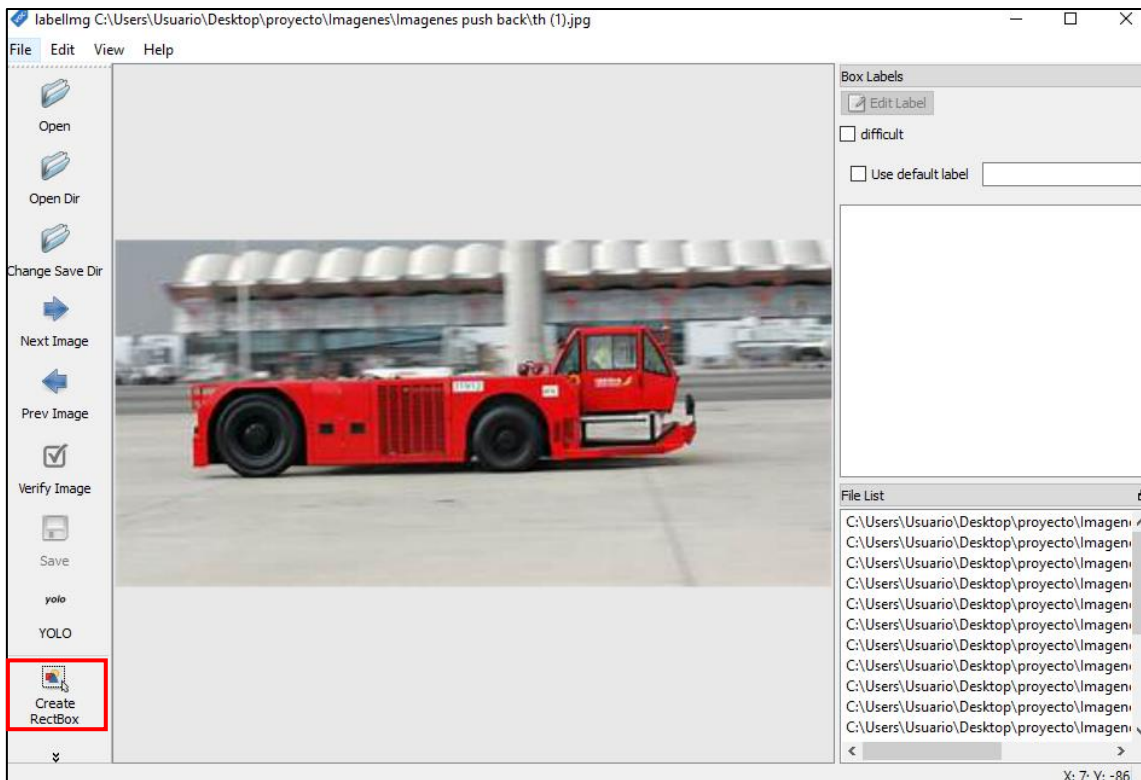 labelImg C:\Users\Usuario\Desktop\proyecto\Imagenes\Imagenes push back\th (1).jpg
File Edit View Help
Open
Open Dir
Change Save Dir
Next Image
Prev Image
Verify Image
Save
yolo
YOLO
Create
RectBox
Box Labels
Edit Label
difficult
Use default label
File List
C:\Users\Usuario\Desktop\proyecto\Imagen
C:\Users\Usuario\Desktop\proyecto\Imagen
C:\Users\Usuario\Desktop\proyecto\Imagen
C:\Users\Usuario\Desktop\proyecto\Imagen
C:\Users\Usuario\Desktop\proyecto\Imagen
C:\Users\Usuario\Desktop\proyecto\Imagen
C:\Users\Usuario\Desktop\proyecto\Imagen
C:\Users\Usuario\Desktop\proyecto\Imagen
C:\Users\Usuario\Desktop\proyecto\Imagen
C:\Users\Usuario\Desktop\proyecto\Imagen
C:\Users\Usuario\Desktop\proyecto\Imagen
X: 7; Y: -86